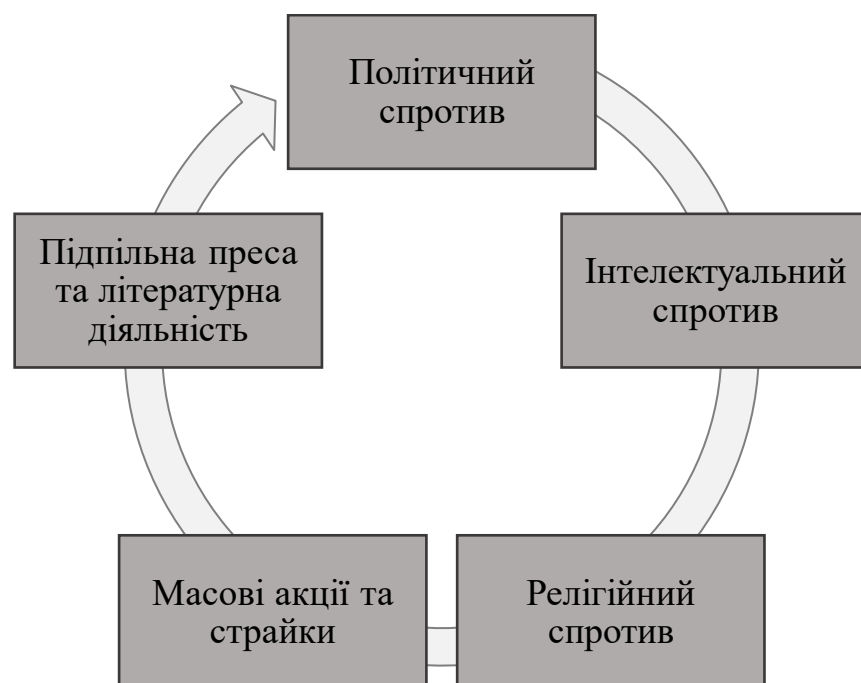 Політичний
спротив
Інтелектуальний
спротив
Релігійний
спротив
Масові акції та
страйки
Підпільна преса
та літературна
діяльність